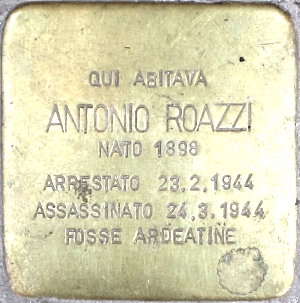 QUI ABITAVA
ANTONIO ROAZZI
NATO 1898
ARRESTATO 23.2.1944
ASSASSINATO 24.3.1944
FOSSE ARDEATINE